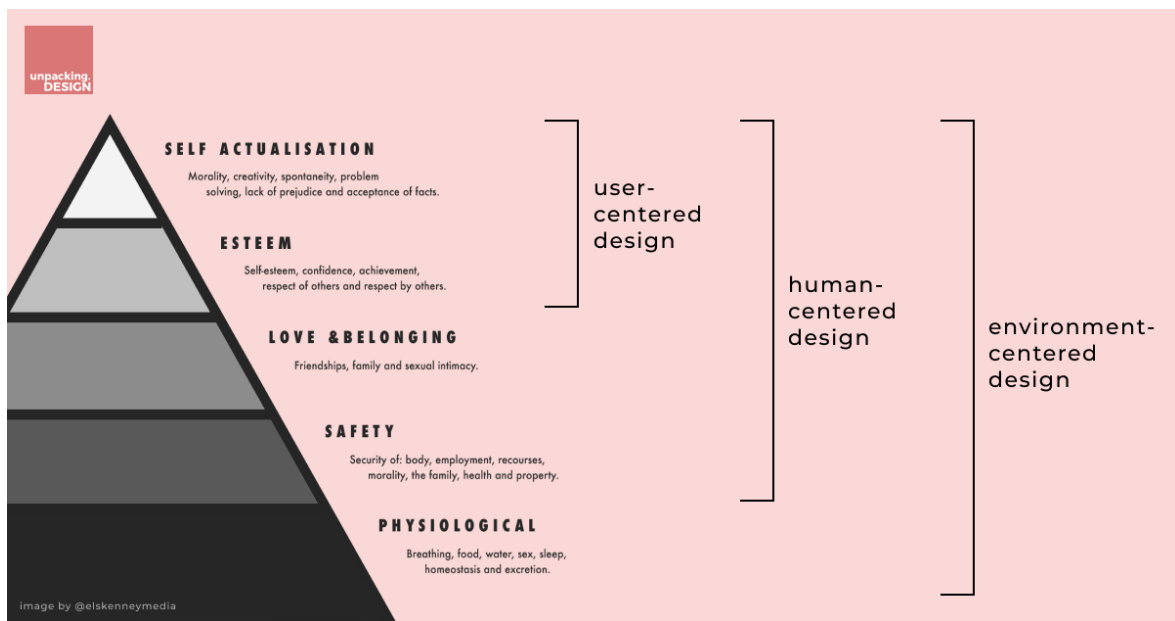 unpacking.
DESIGN
SELF ACTUALISATION
Morality, creativity, spontaneity, problem
solving, lack of prejudice and acceptance of facts.
ESTEEM
Self-esteem, confidence, achievement,
respect of others and respect by others.
LOVE &BELONGING
Friendships, family and sexual intimacy.
SAFETY
Security of: body, employment, recourses,
morality, the family, health and property.
PHYSIOLOGICAL
Breathing, food, water, sex, sleep,
homeostasis and excretion.
user-
centered
design
human-
centered
design
environment-
centered
design
image by @elskenneymedia